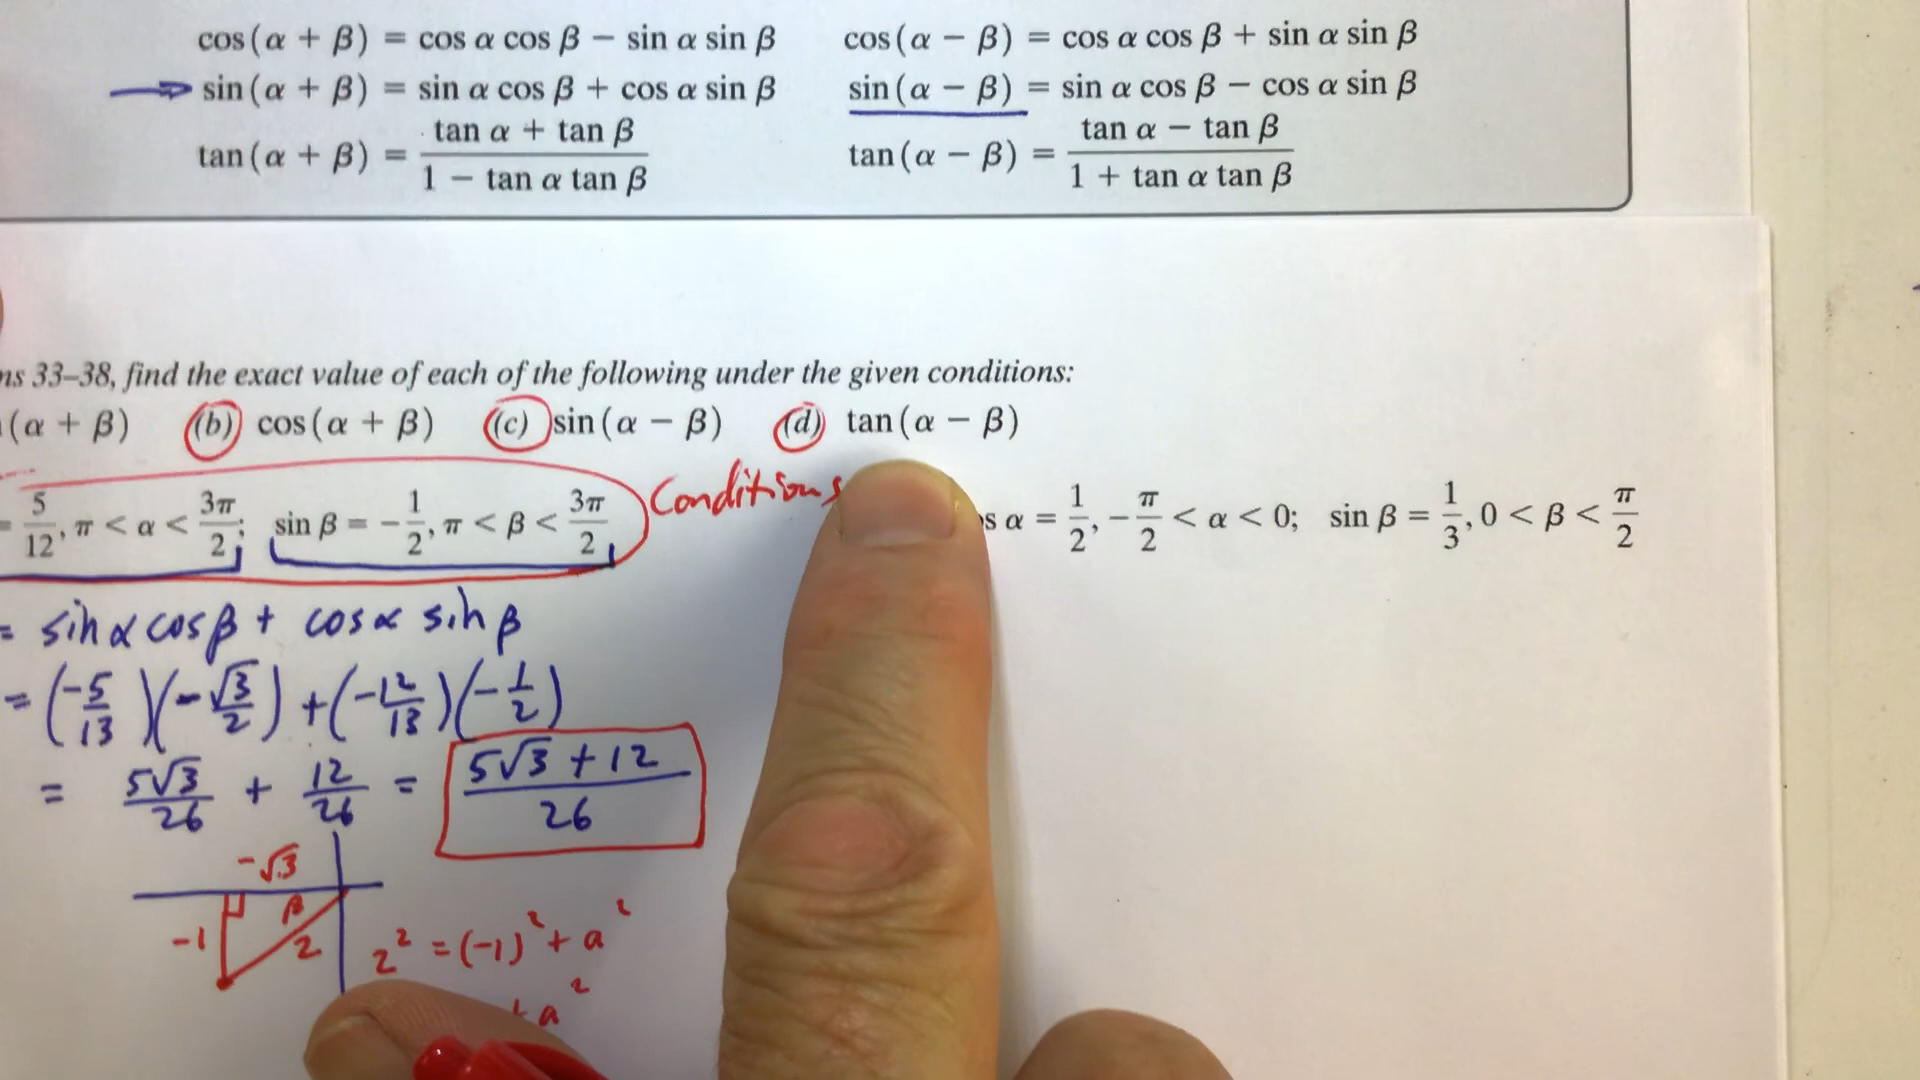 cos(α + β) = cos α cos β − sin α sin β    cos(α − β) = cos α cos β + sin α sin β
sin(α + β) = sin α cos β + cos α sin β    sin(α − β) = sin α cos β − cos α sin β
tan(α + β) = (tan α + tan β)/(1 − tan α tan β)    tan(α − β) = (tan α − tan β)/(1 + tan α tan β)
33–38, find the exact value of each of the following under the given conditions:
(α + β)    (b) cos(α + β)    (c) sin(α − β)    (d) tan(α − β)
= 5/12, π < α < 3π/2; sin β = −1/2, π < β < 3π/2    Conditions    α = 1/2, −π/2 < α < 0; sin β = 1/3, 0 < β < π/2
= sin α cos β + cos α sin β
= (−5/13)(−√3/2) + (−12/13)(−1/2)
= 5√3/26 + 12/26 = (5√3 + 12)/26
−√3
β
−1
2
2² = (−1)² + a²
+ a²